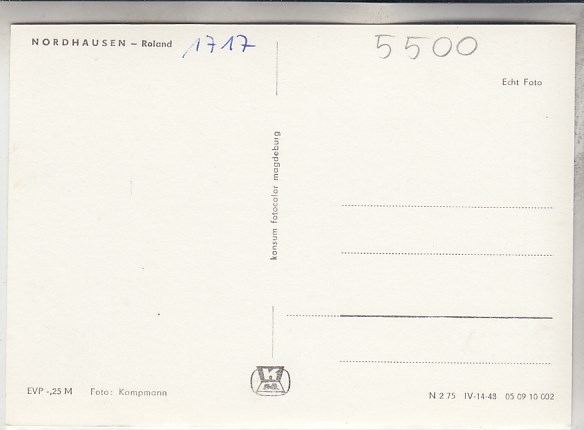 NORDHAUSEN – Roland 1717
5500
Echt Foto
konsum fotocolor magdeburg
K
EVP -,25 M Foto: Kampmann
N 2 75 IV-14-48 05 09 10 002